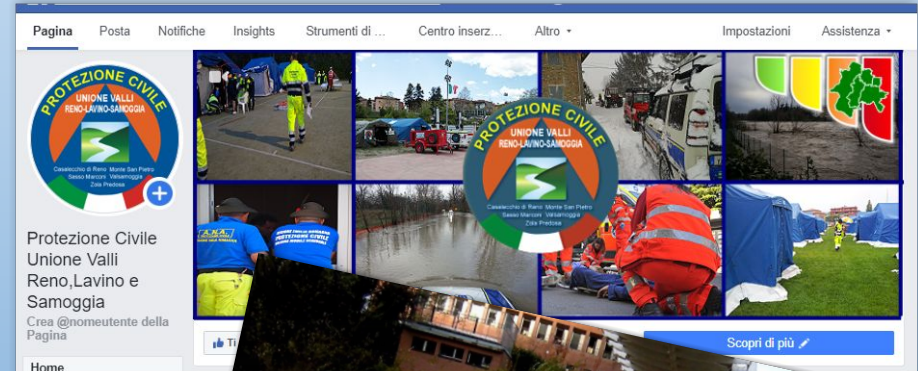 Pagina Posta Notifiche Insights Strumenti di ... Centro inserz... Altro Impostazioni Assistenza
PROTEZIONE CIVILE
UNIONE VALLI
RENO-LAVINO-SAMOGGIA
Casalecchio di Reno Monte San Pietro
Sasso Marconi Valsamoggia
Zola Predosa
PROTEZIONE CIVILE
UNIONE VALLI
RENO-LAVINO-SAMOGGIA
Casalecchio di Reno Monte San Pietro
Sasso Marconi Valsamoggia
Zola Predosa
A.N.A.
PROTEZIONE CIVILE
Protezione Civile
Unione Valli
Reno,Lavino e
Samoggia
Crea @nomeutente della
Pagina
Home
Ti
Scopri di più